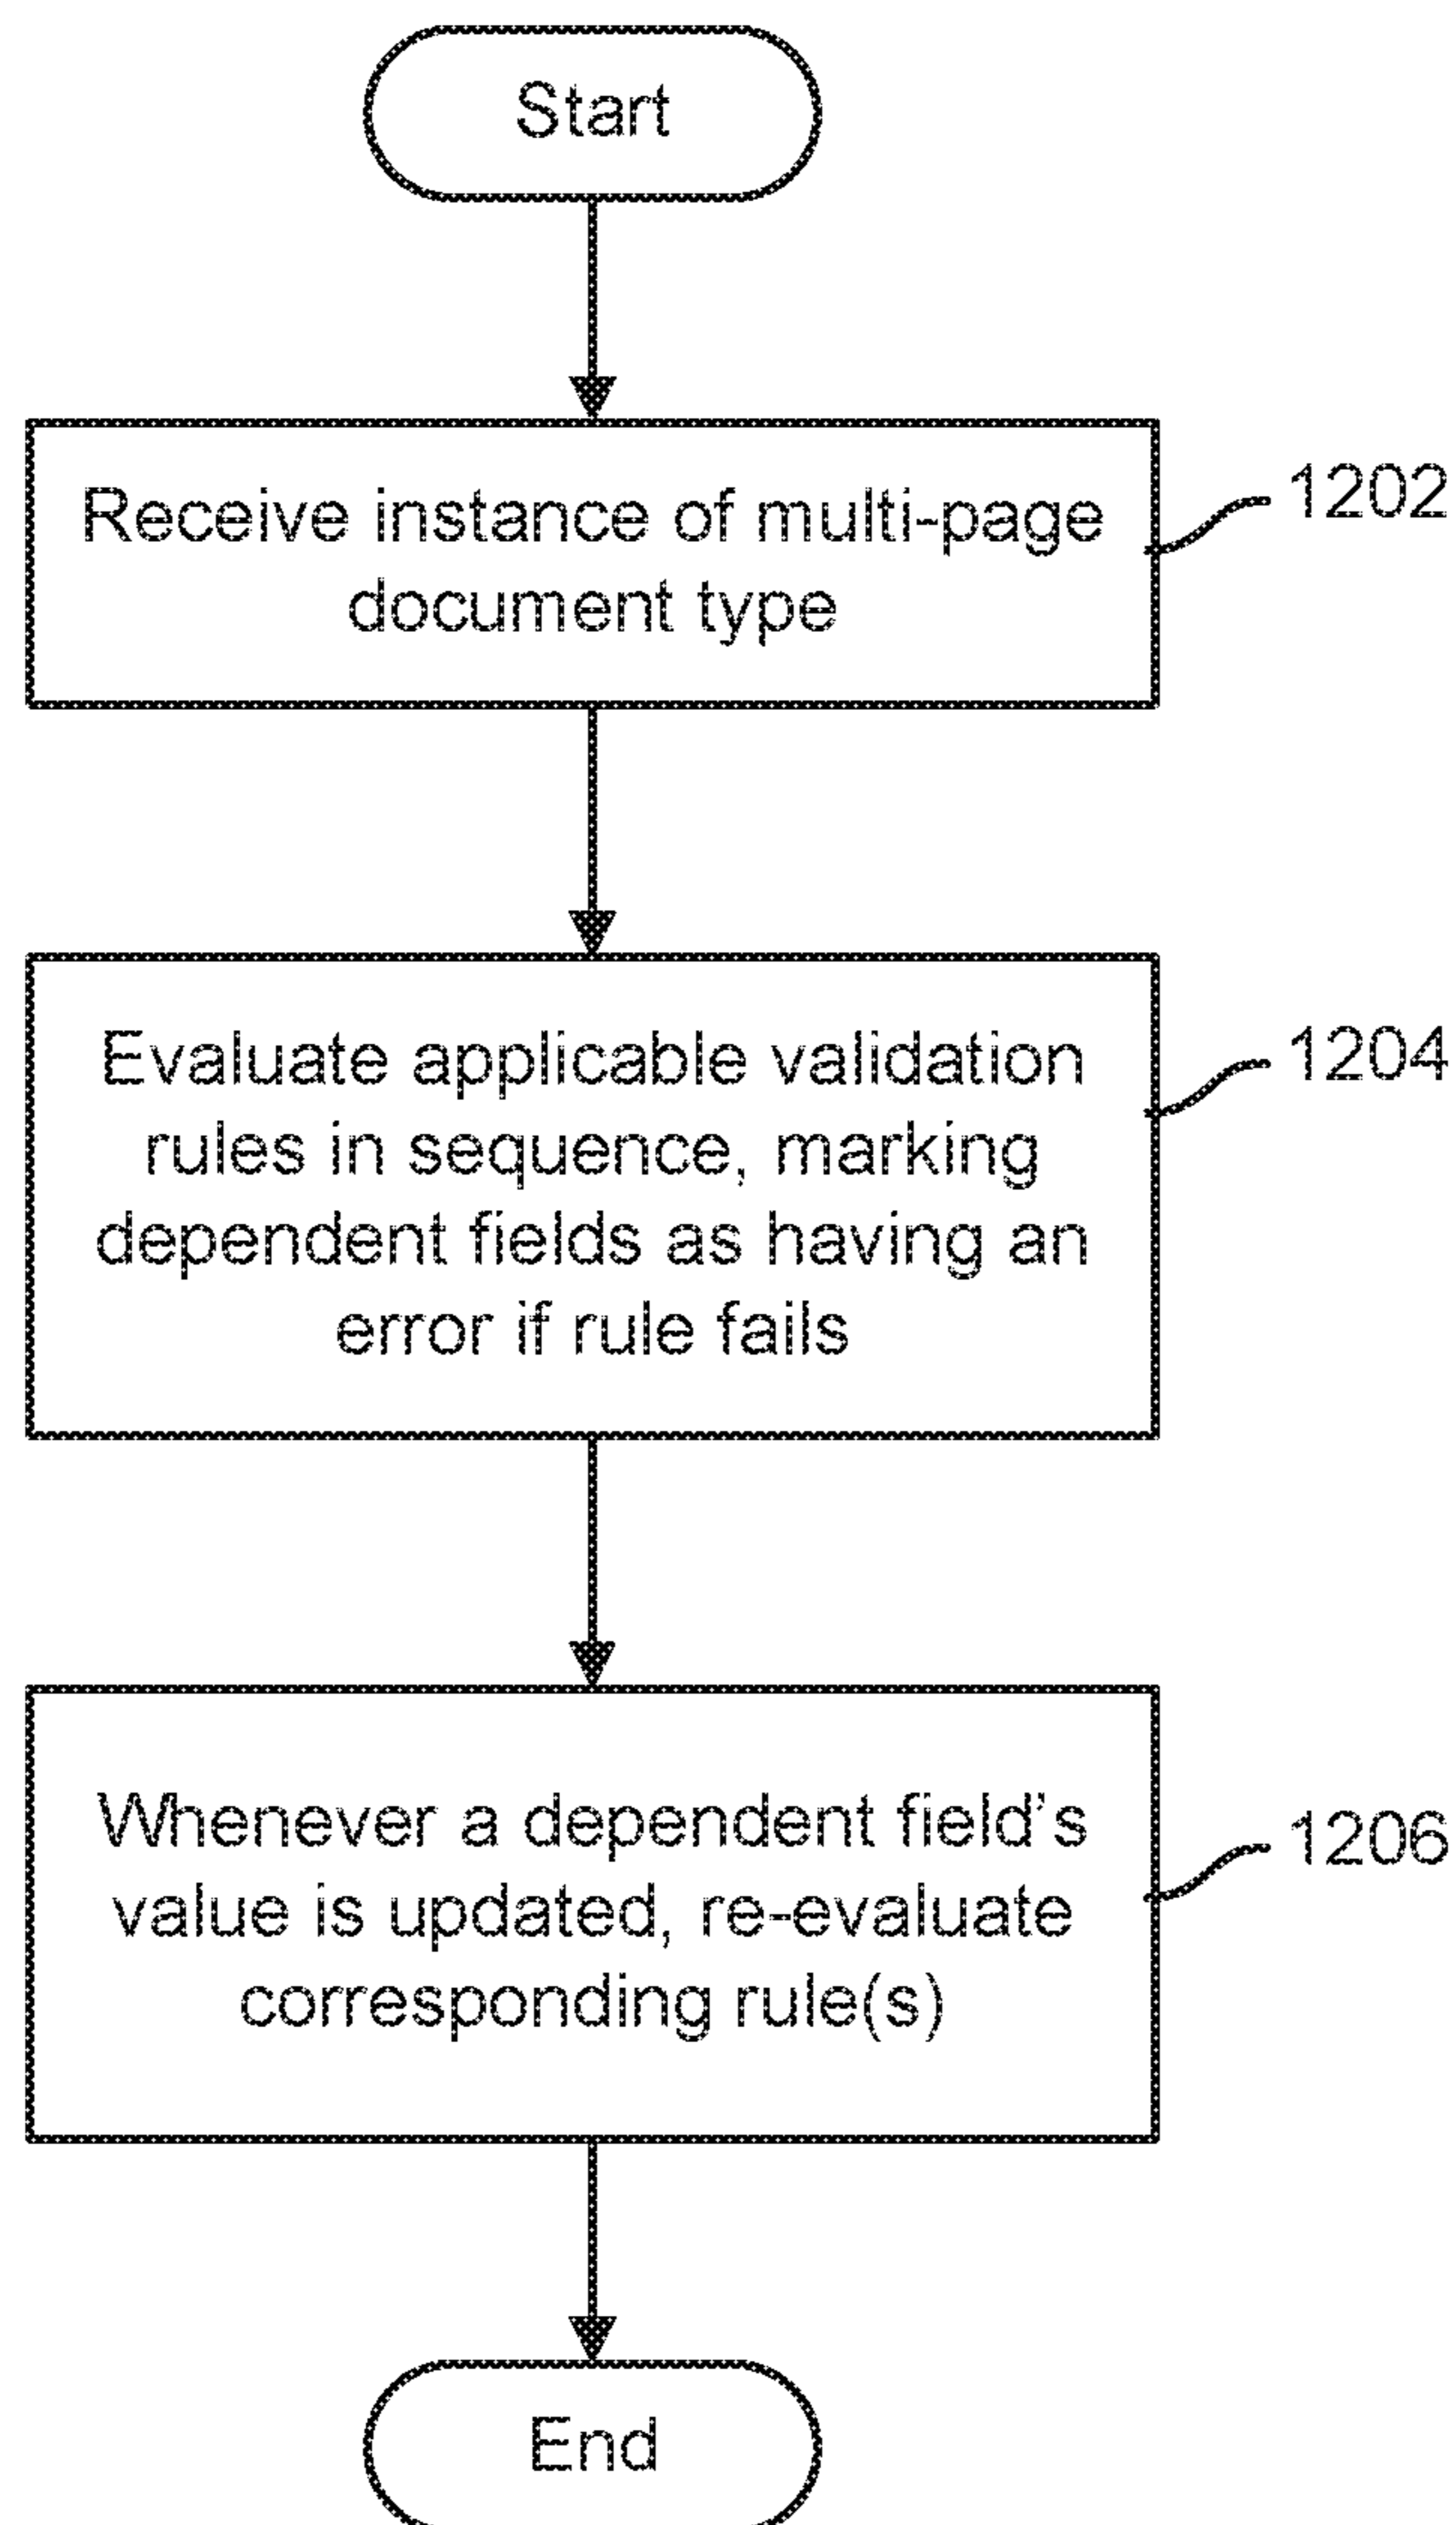 Start
Receive instance of multi-page
document type
1202
Evaluate applicable validation
rules in sequence, marking
dependent fields as having an
error if rule fails
1204
Whenever a dependent field’s
value is updated, re-evaluate
corresponding rule(s)
1206
End